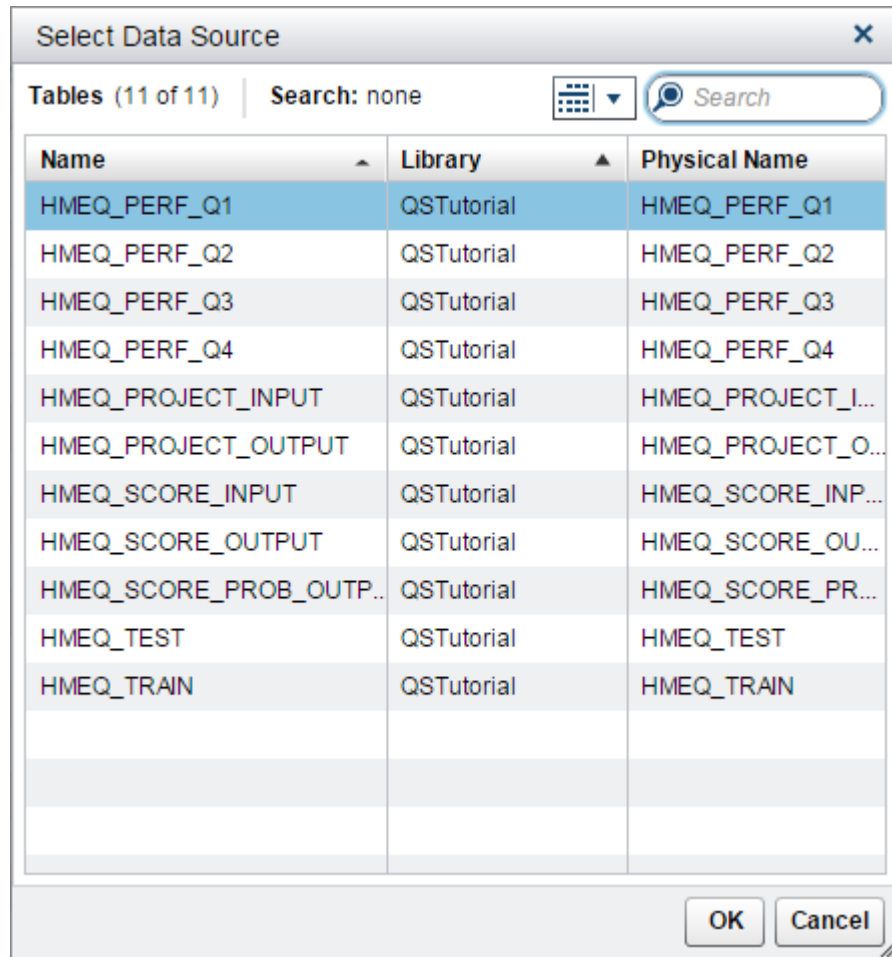 Select Data Source
Tables (11 of 11) Search: none Search
Name Library Physical Name
HMEQ_PERF_Q1 QSTutorial HMEQ_PERF_Q1
HMEQ_PERF_Q2 QSTutorial HMEQ_PERF_Q2
HMEQ_PERF_Q3 QSTutorial HMEQ_PERF_Q3
HMEQ_PERF_Q4 QSTutorial HMEQ_PERF_Q4
HMEQ_PROJECT_INPUT QSTutorial HMEQ_PROJECT_I...
HMEQ_PROJECT_OUTPUT QSTutorial HMEQ_PROJECT_O...
HMEQ_SCORE_INPUT QSTutorial HMEQ_SCORE_INP...
HMEQ_SCORE_OUTPUT QSTutorial HMEQ_SCORE_OU...
HMEQ_SCORE_PROB_OUTP... QSTutorial HMEQ_SCORE_PR...
HMEQ_TEST QSTutorial HMEQ_TEST
HMEQ_TRAIN QSTutorial HMEQ_TRAIN
OK Cancel